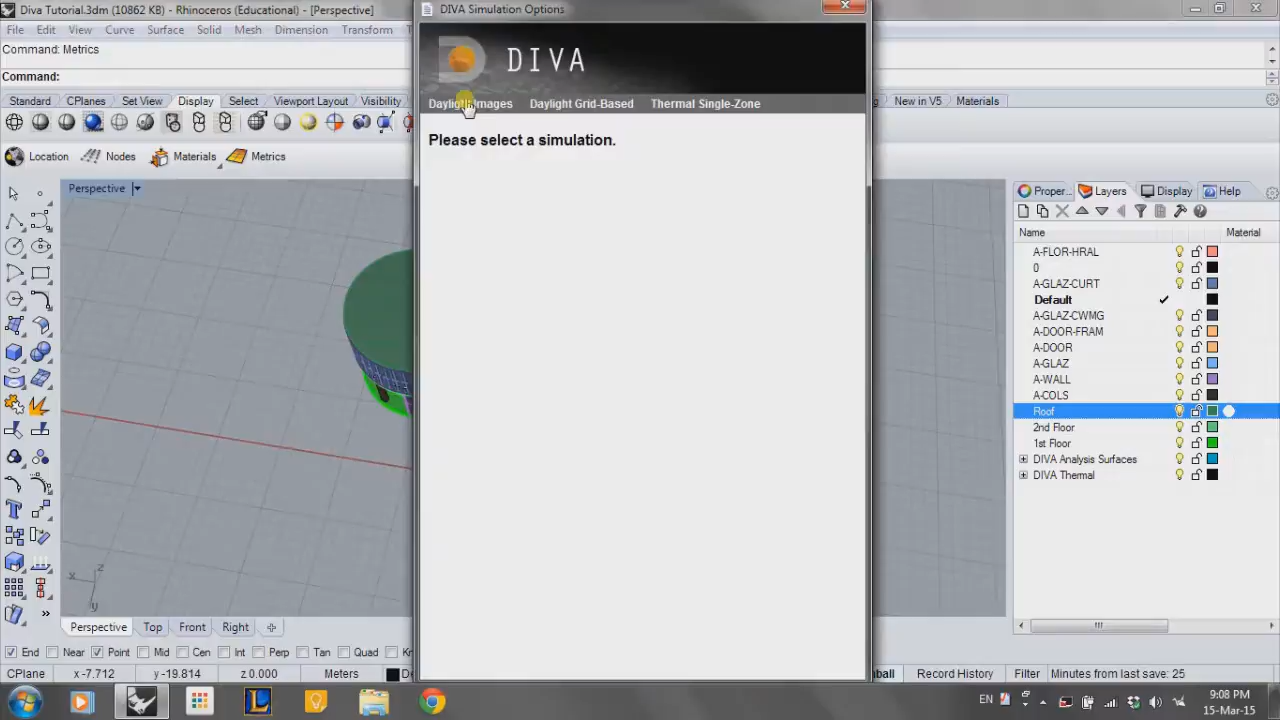 Diva Tutorial.3dm (10862 KB) - Rhinoceros (Educational) - [Perspective]
DIVA Simulation Options
File Edit View Curve Surface Solid Mesh Dimension Transform
Command: Metrics
Command:
DIVA
Standard CPlanes Set View Display Select Viewport Layout Visibility
New in V5 Materials
Daylight Images Daylight Grid-Based Thermal Single-Zone
Please select a simulation.
Location Nodes Materials Metrics
Perspective
Proper... Layers Display Help
Name Material
A-FLOR-HRAL
0
A-GLAZ-CURT
Default
A-GLAZ-CWMG
A-DOOR-FRAM
A-DOOR
A-GLAZ
A-WALL
A-COLS
Roof
2nd Floor
1st Floor
DIVA Analysis Surfaces
DIVA Thermal
z
x
y
Perspective Top Front Right
End Near Point Mid Cen Int Perp Tan Quad Kn
CPlane x -7.712 y -19.814 z 0.000 Meters De
Record History Filter Minutes from last save: 25
EN
9:08 PM
15-Mar-15